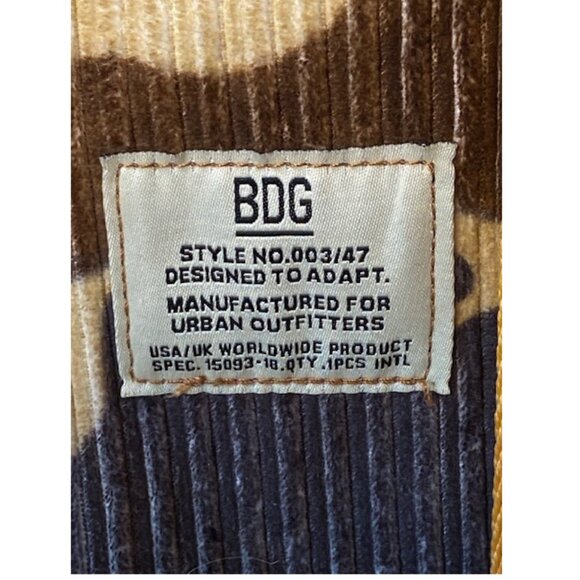 BDG
STYLE NO.003/47
DESIGNED TO ADAPT.
MANUFACTURED FOR
URBAN OUTFITTERS
USA/UK WORLDWIDE PRODUCT
SPEC. 15093-18.QTY.1PCS INTL